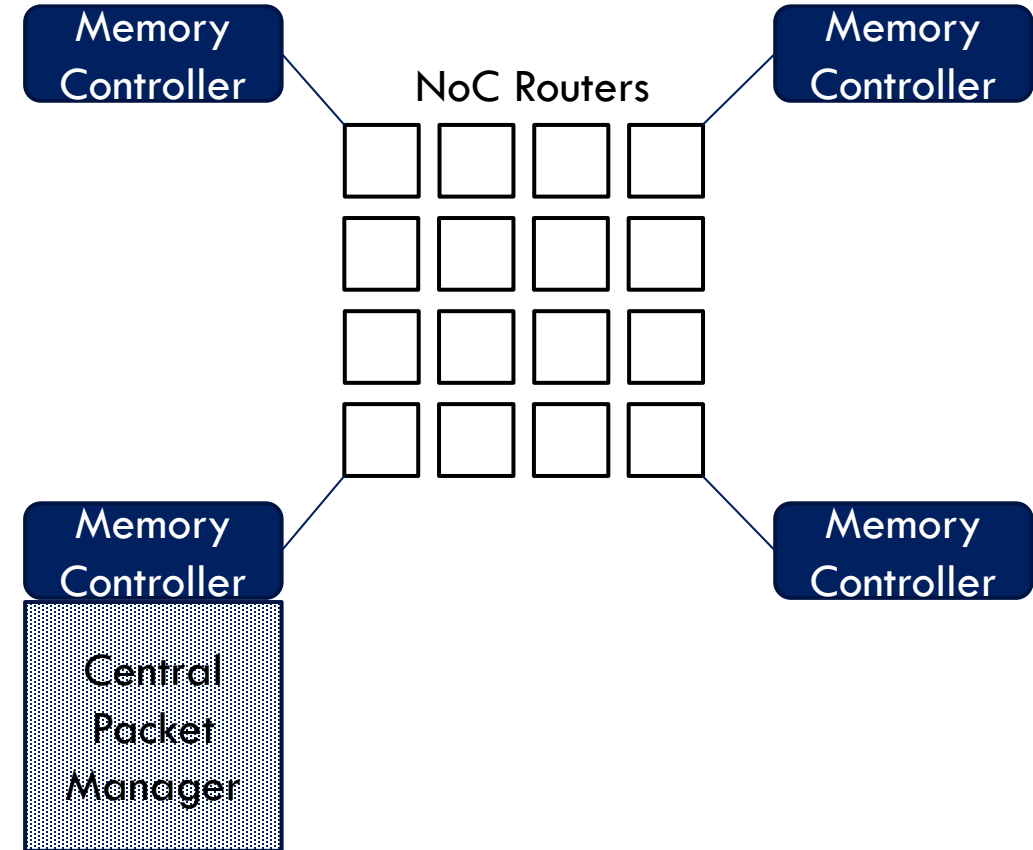 Memory
Controller
Memory
Controller
NoC Routers
Memory
Controller
Memory
Controller
Central
Packet
Manager